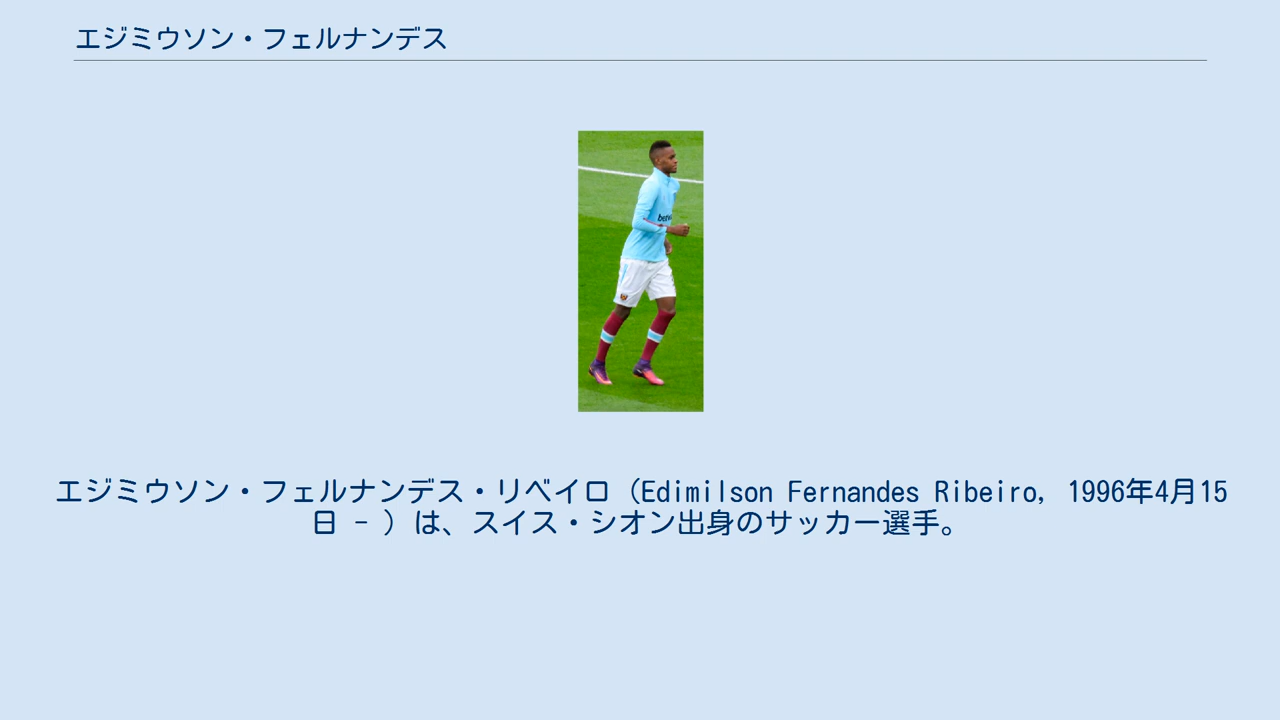 エジミウソン・フェルナンデス
エジミウソン・フェルナンデス・リベイロ（Edimilson Fernandes Ribeiro, 1996年4月15
日 - ）は、スイス・シオン出身のサッカー選手。